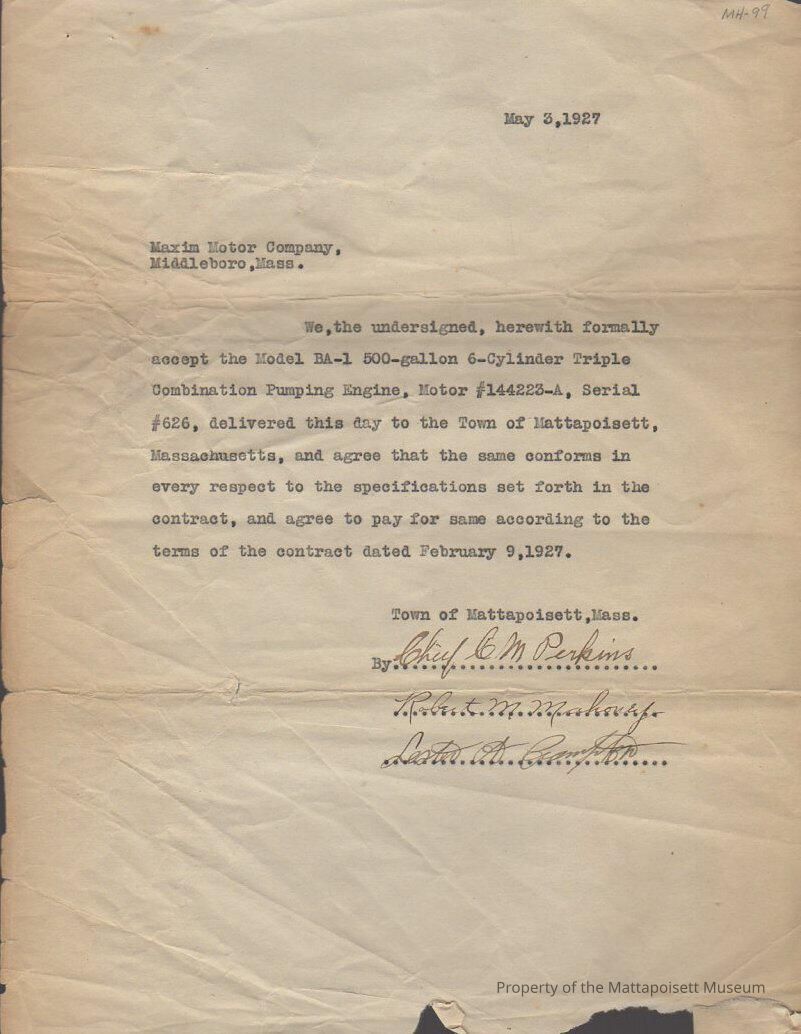 MH-99
May 3,1927
Maxim Motor Company,
Middleboro,Mass.
We,the undersigned, herewith formally
accept the Model BA-1 500-gallon 6-Cylinder Triple
Combination Pumping Engine, Motor #144223-A, Serial
#626, delivered this day to the Town of Mattapoisett,
Massachusetts, and agree that the same conforms in
every respect to the specifications set forth in the
contract, and agree to pay for same according to the
terms of the contract dated February 9,1927.
Town of Mattapoisett,Mass.
By Chief C M Perkins
Robert M.
Lester
Property of the Mattapoisett Museum